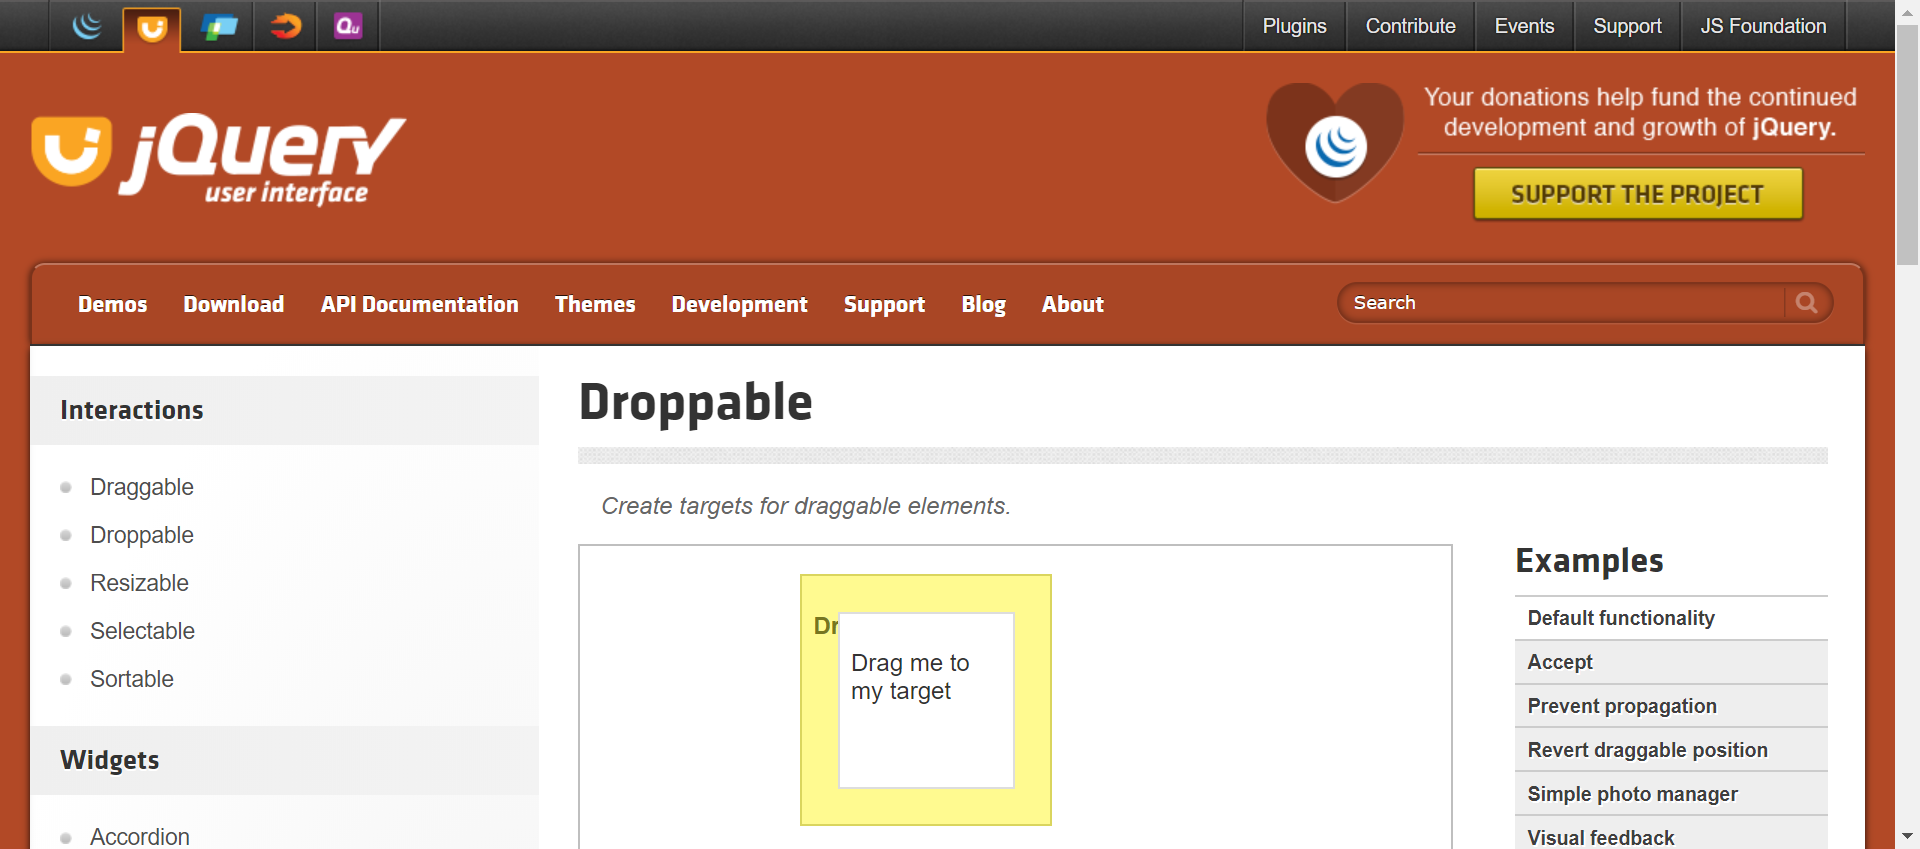 Qu
Plugins
Contribute
Events
Support
JS Foundation
jQuery
user interface
Your donations help fund the continued
development and growth of jQuery.
SUPPORT THE PROJECT
Demos
Download
API Documentation
Themes
Development
Support
Blog
About
Search
Interactions
Draggable
Droppable
Resizable
Selectable
Sortable
Widgets
Accordion
Droppable
Create targets for draggable elements.
Dr
Drag me to
my target
Examples
Default functionality
Accept
Prevent propagation
Revert draggable position
Simple photo manager
Visual feedback